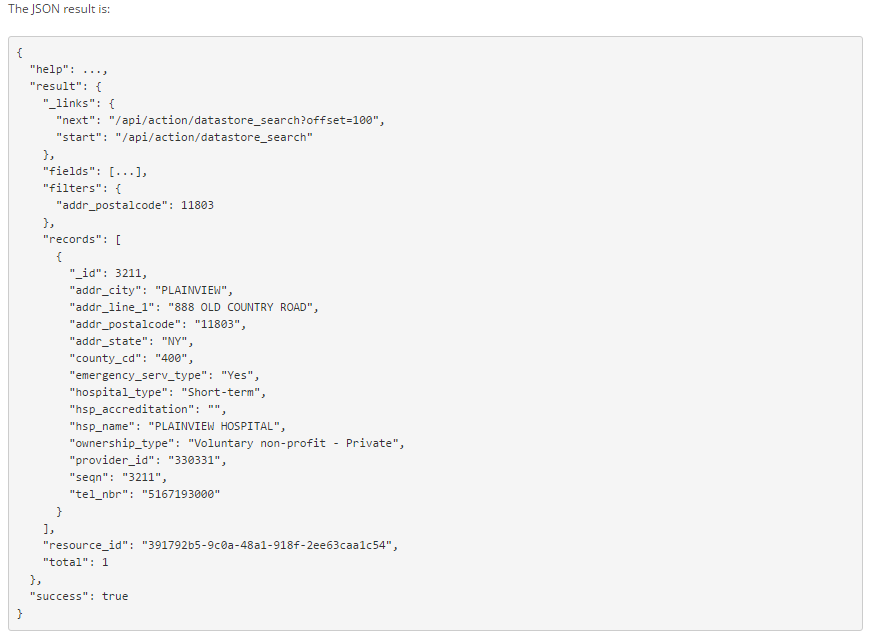 The JSON result is:
{
  "help": ...,
  "result": {
    "_links": {
      "next": "/api/action/datastore_search?offset=100",
      "start": "/api/action/datastore_search"
    },
    "fields": [...],
    "filters": {
      "addr_postalcode": 11803
    },
    "records": [
      {
        "_id": 3211,
        "addr_city": "PLAINVIEW",
        "addr_line_1": "888 OLD COUNTRY ROAD",
        "addr_postalcode": "11803",
        "addr_state": "NY",
        "county_cd": "400",
        "emergency_serv_type": "Yes",
        "hospital_type": "Short-term",
        "hsp_accreditation": "",
        "hsp_name": "PLAINVIEW HOSPITAL",
        "ownership_type": "Voluntary non-profit - Private",
        "provider_id": "330331",
        "seqn": "3211",
        "tel_nbr": "5167193000"
      }
    ],
    "resource_id": "391792b5-9c0a-48a1-918f-2ee63caa1c54",
    "total": 1
  },
  "success": true
}